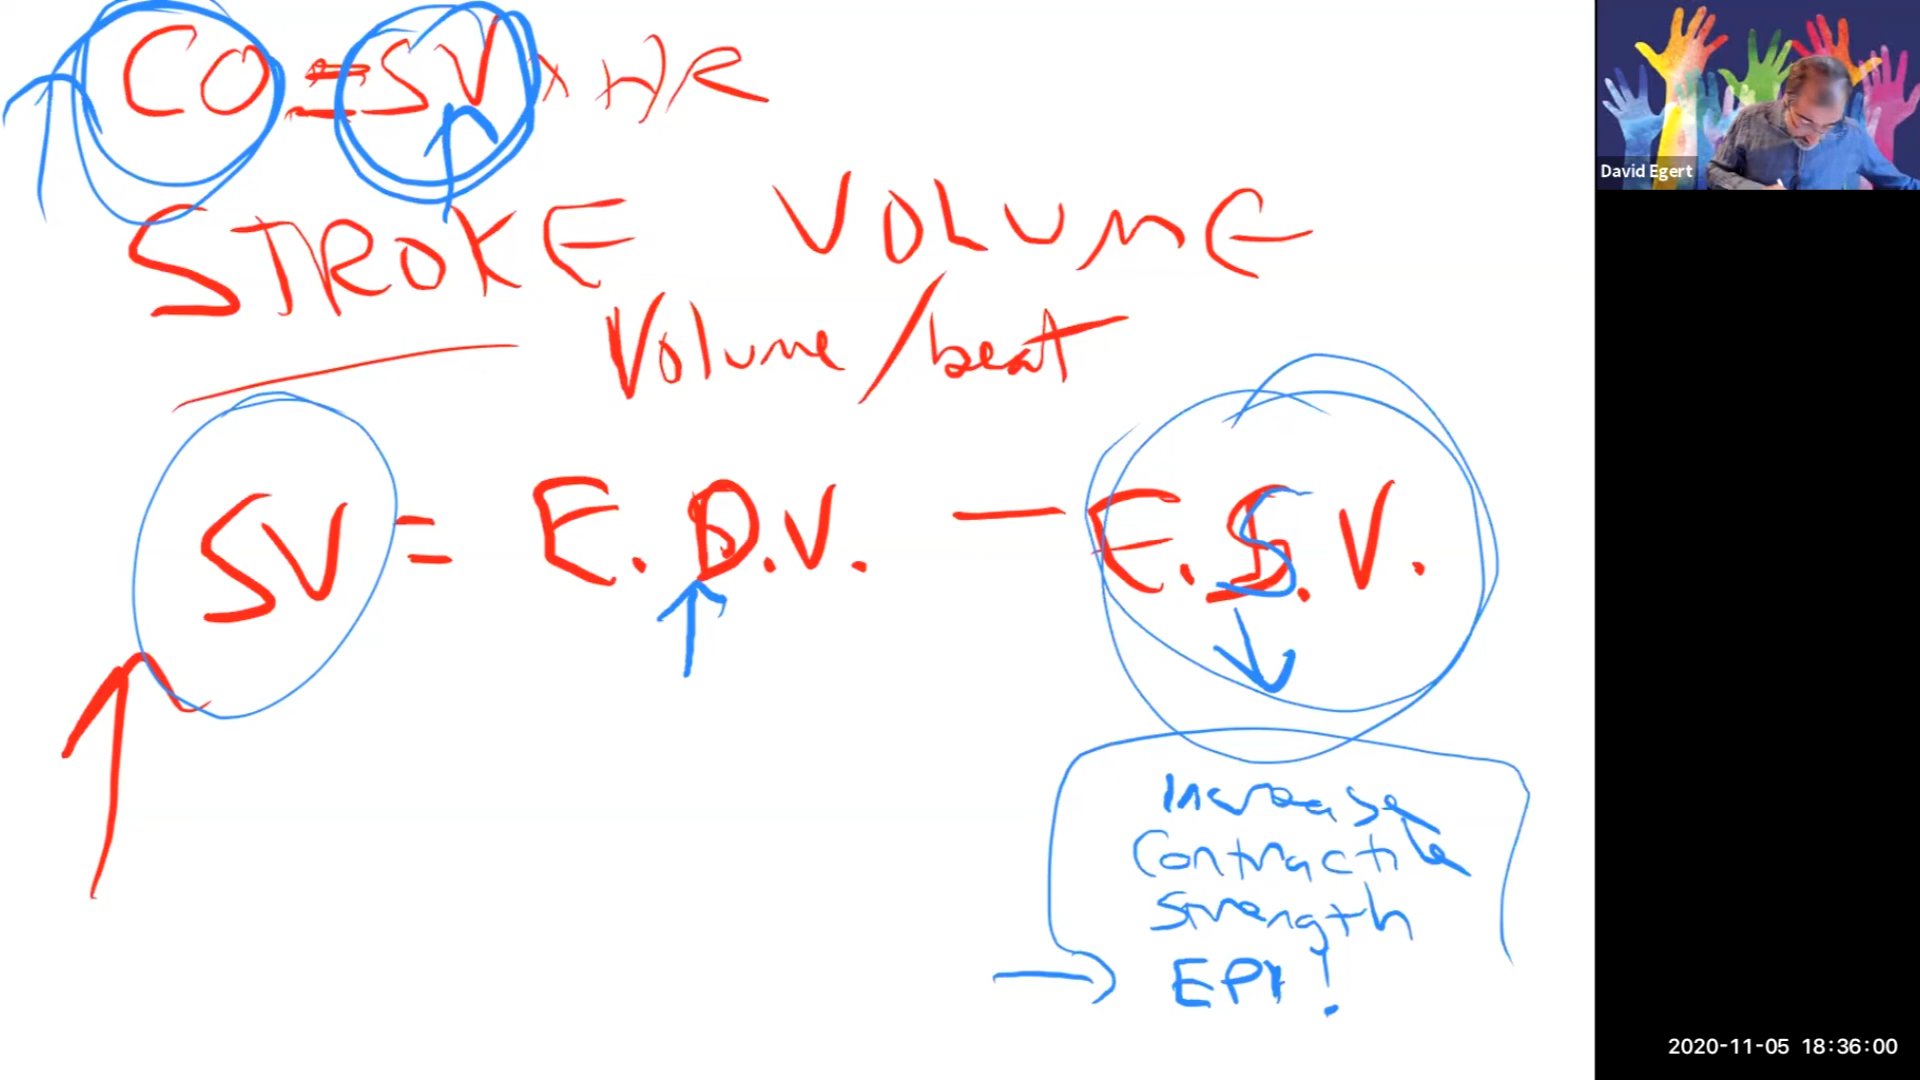 CO = SV x HR
STROKE VOLUME
Volume/beat
SV = E.D.V. — E.S.V.
Increase
Contractile
Strength
→ EPI!
David Egert
2020-11-05 18:36:00